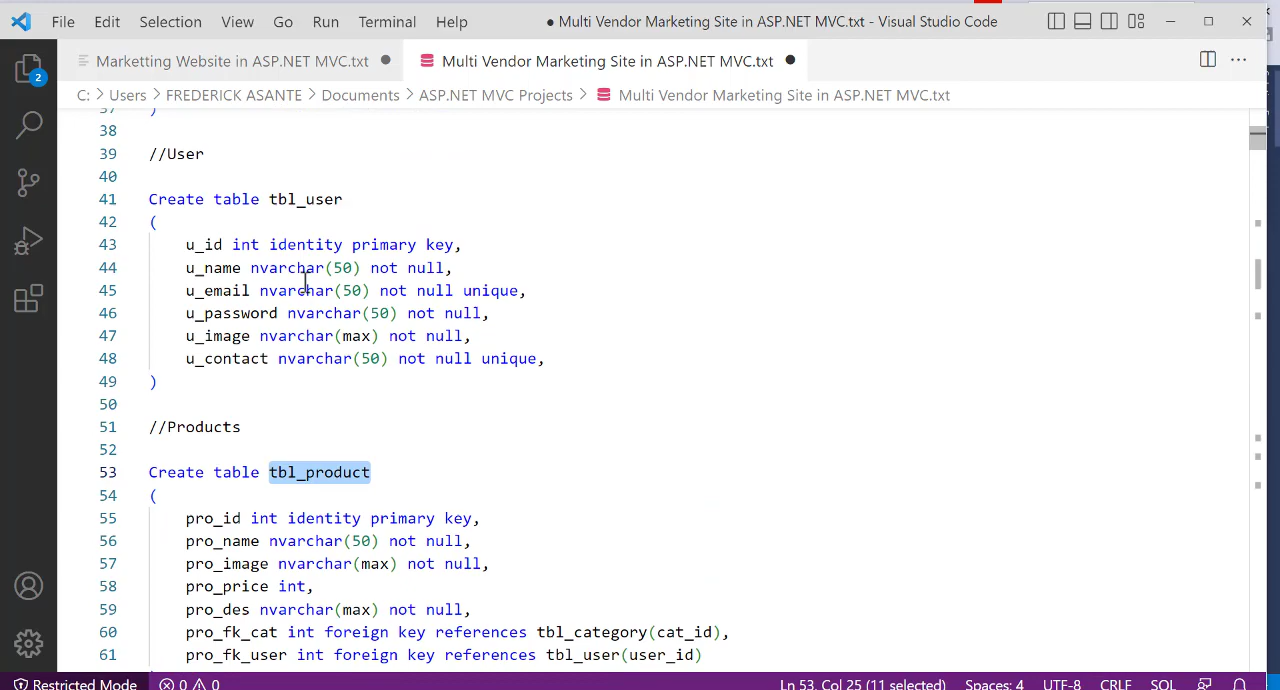 File Edit Selection View Go Run Terminal Help ● Multi Vendor Marketing Site in ASP.NET MVC.txt - Visual Studio Code
Marketting Website in ASP.NET MVC.txt ● Multi Vendor Marketing Site in ASP.NET MVC.txt ●
C: > Users > FREDERICK ASANTE > Documents > ASP.NET MVC Projects > Multi Vendor Marketing Site in ASP.NET MVC.txt
2
37 )
38
39 //User
40
41 Create table tbl_user
42 (
43 u_id int identity primary key,
44 u_name nvarchar(50) not null,
45 u_email nvarchar(50) not null unique,
46 u_password nvarchar(50) not null,
47 u_image nvarchar(max) not null,
48 u_contact nvarchar(50) not null unique,
49 )
50
51 //Products
52
53 Create table tbl_product
54 (
55 pro_id int identity primary key,
56 pro_name nvarchar(50) not null,
57 pro_image nvarchar(max) not null,
58 pro_price int,
59 pro_des nvarchar(max) not null,
60 pro_fk_cat int foreign key references tbl_category(cat_id),
61 pro_fk_user int foreign key references tbl_user(user_id)
Restricted Mode 0 0 Ln 53, Col 25 (11 selected) Spaces: 4 UTF-8 CRLF SQL